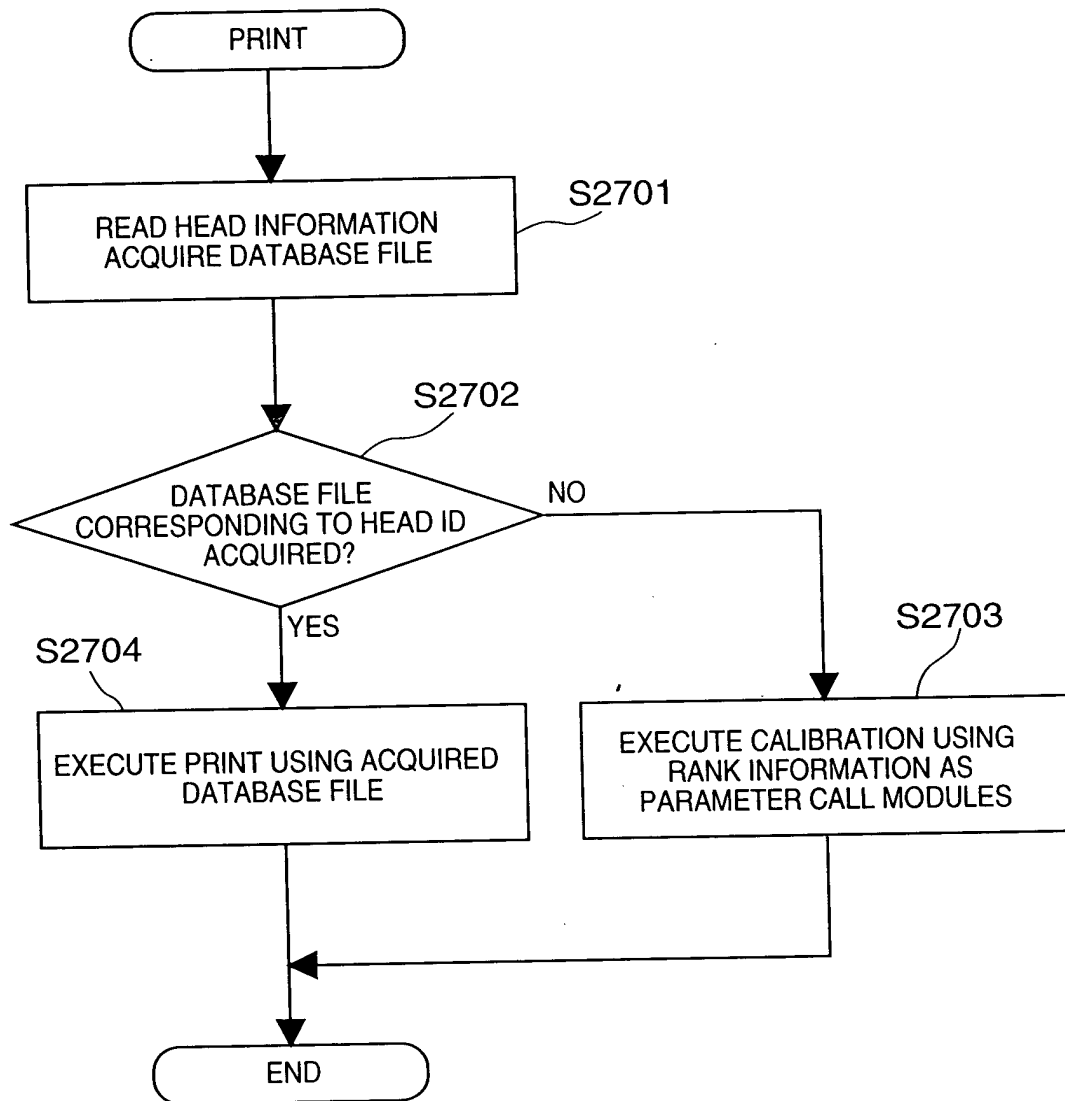 PRINT
S2701
READ HEAD INFORMATION
ACQUIRE DATABASE FILE
S2702
DATABASE FILE
CORRESPONDING TO HEAD ID
ACQUIRED?
NO
YES
S2704
S2703
EXECUTE PRINT USING ACQUIRED
DATABASE FILE
EXECUTE CALIBRATION USING
RANK INFORMATION AS
PARAMETER CALL MODULES
END